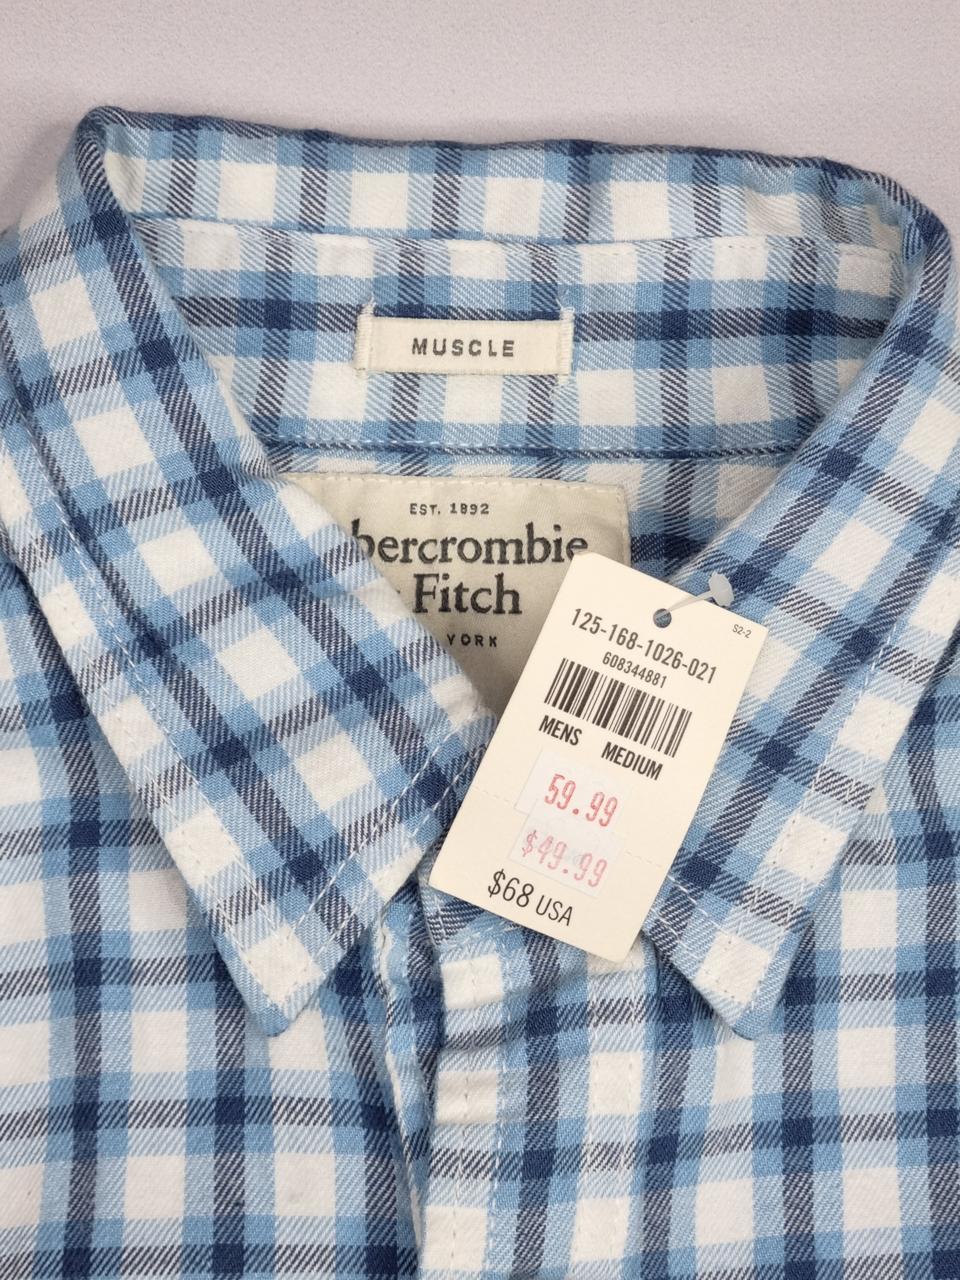 MUSCLE
EST. 1892
bercrombie
Fitch
YORK
S2-2
125-168-1026-021
608344881
MENS MEDIUM
59.99
$49.99
$68 USA